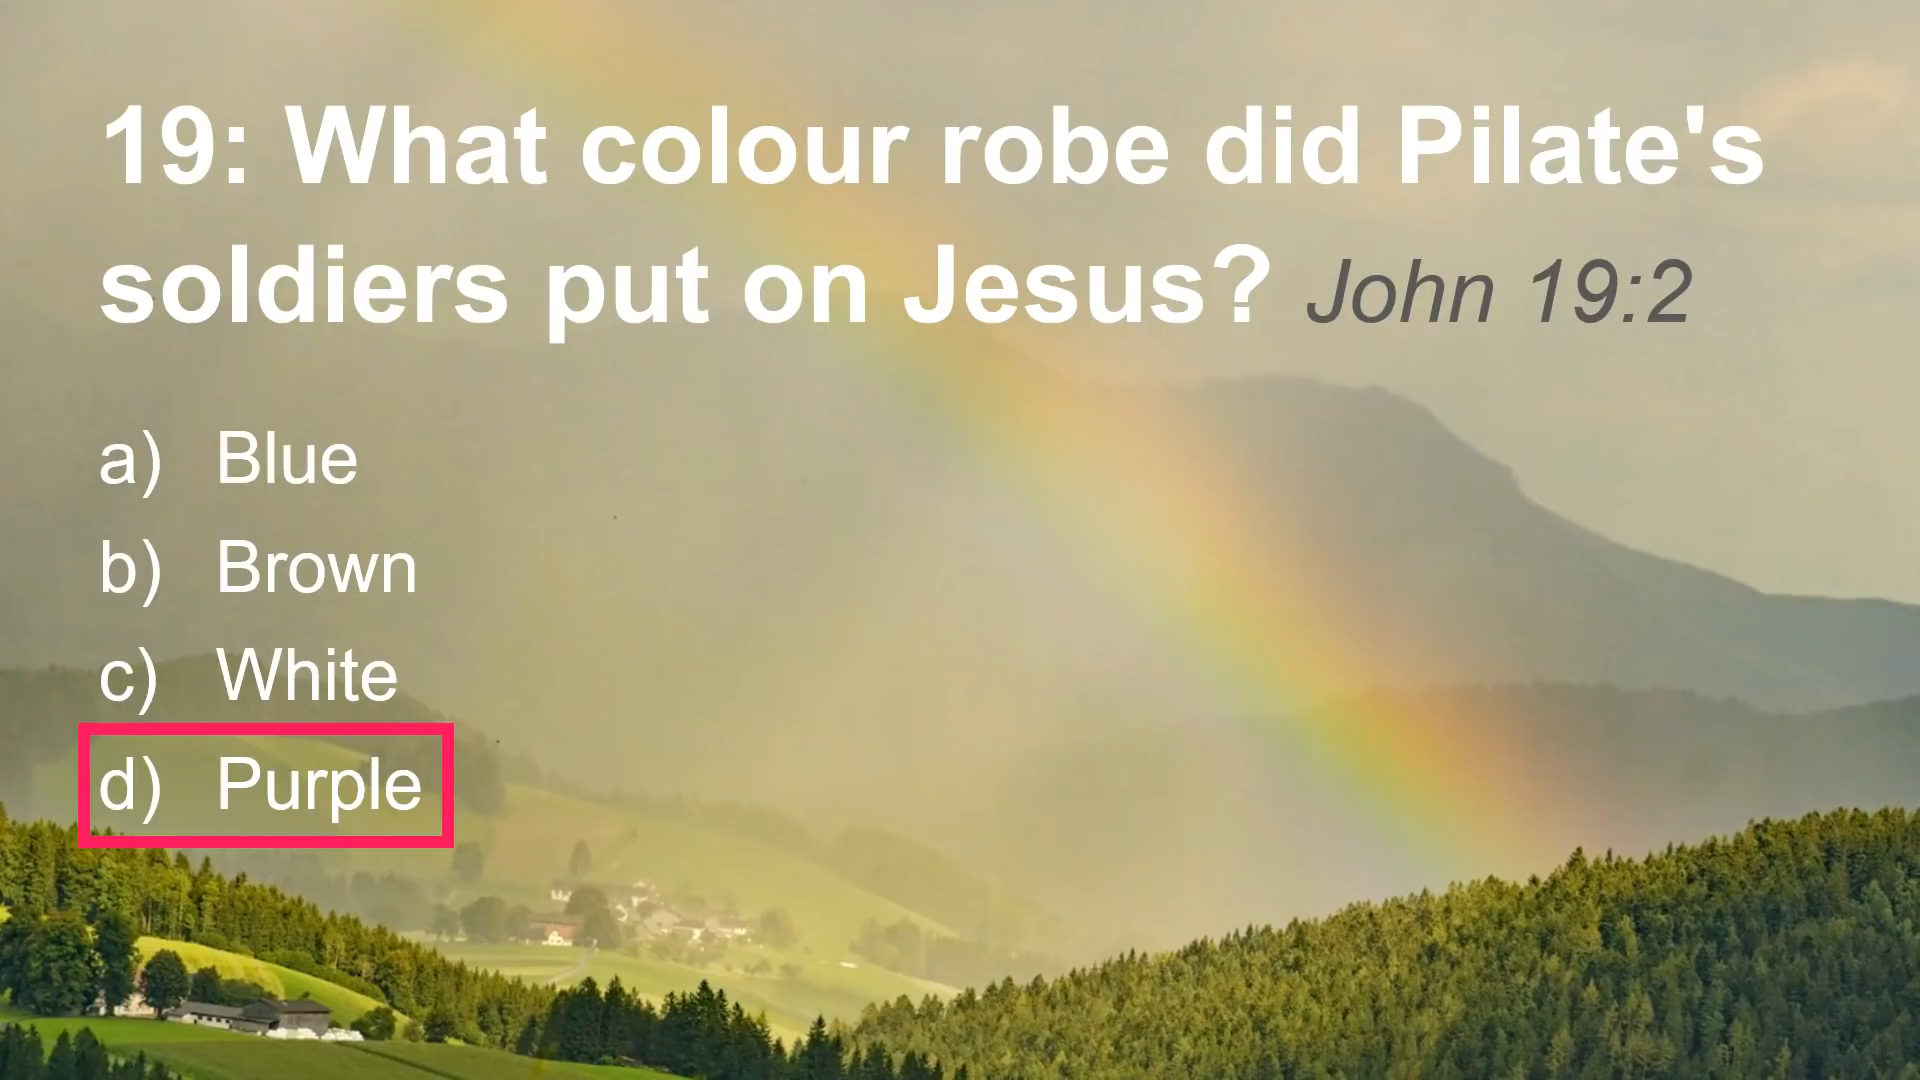 19: What colour robe did Pilate's
soldiers put on Jesus? John 19:2
a) Blue
b) Brown
c) White
d) Purple